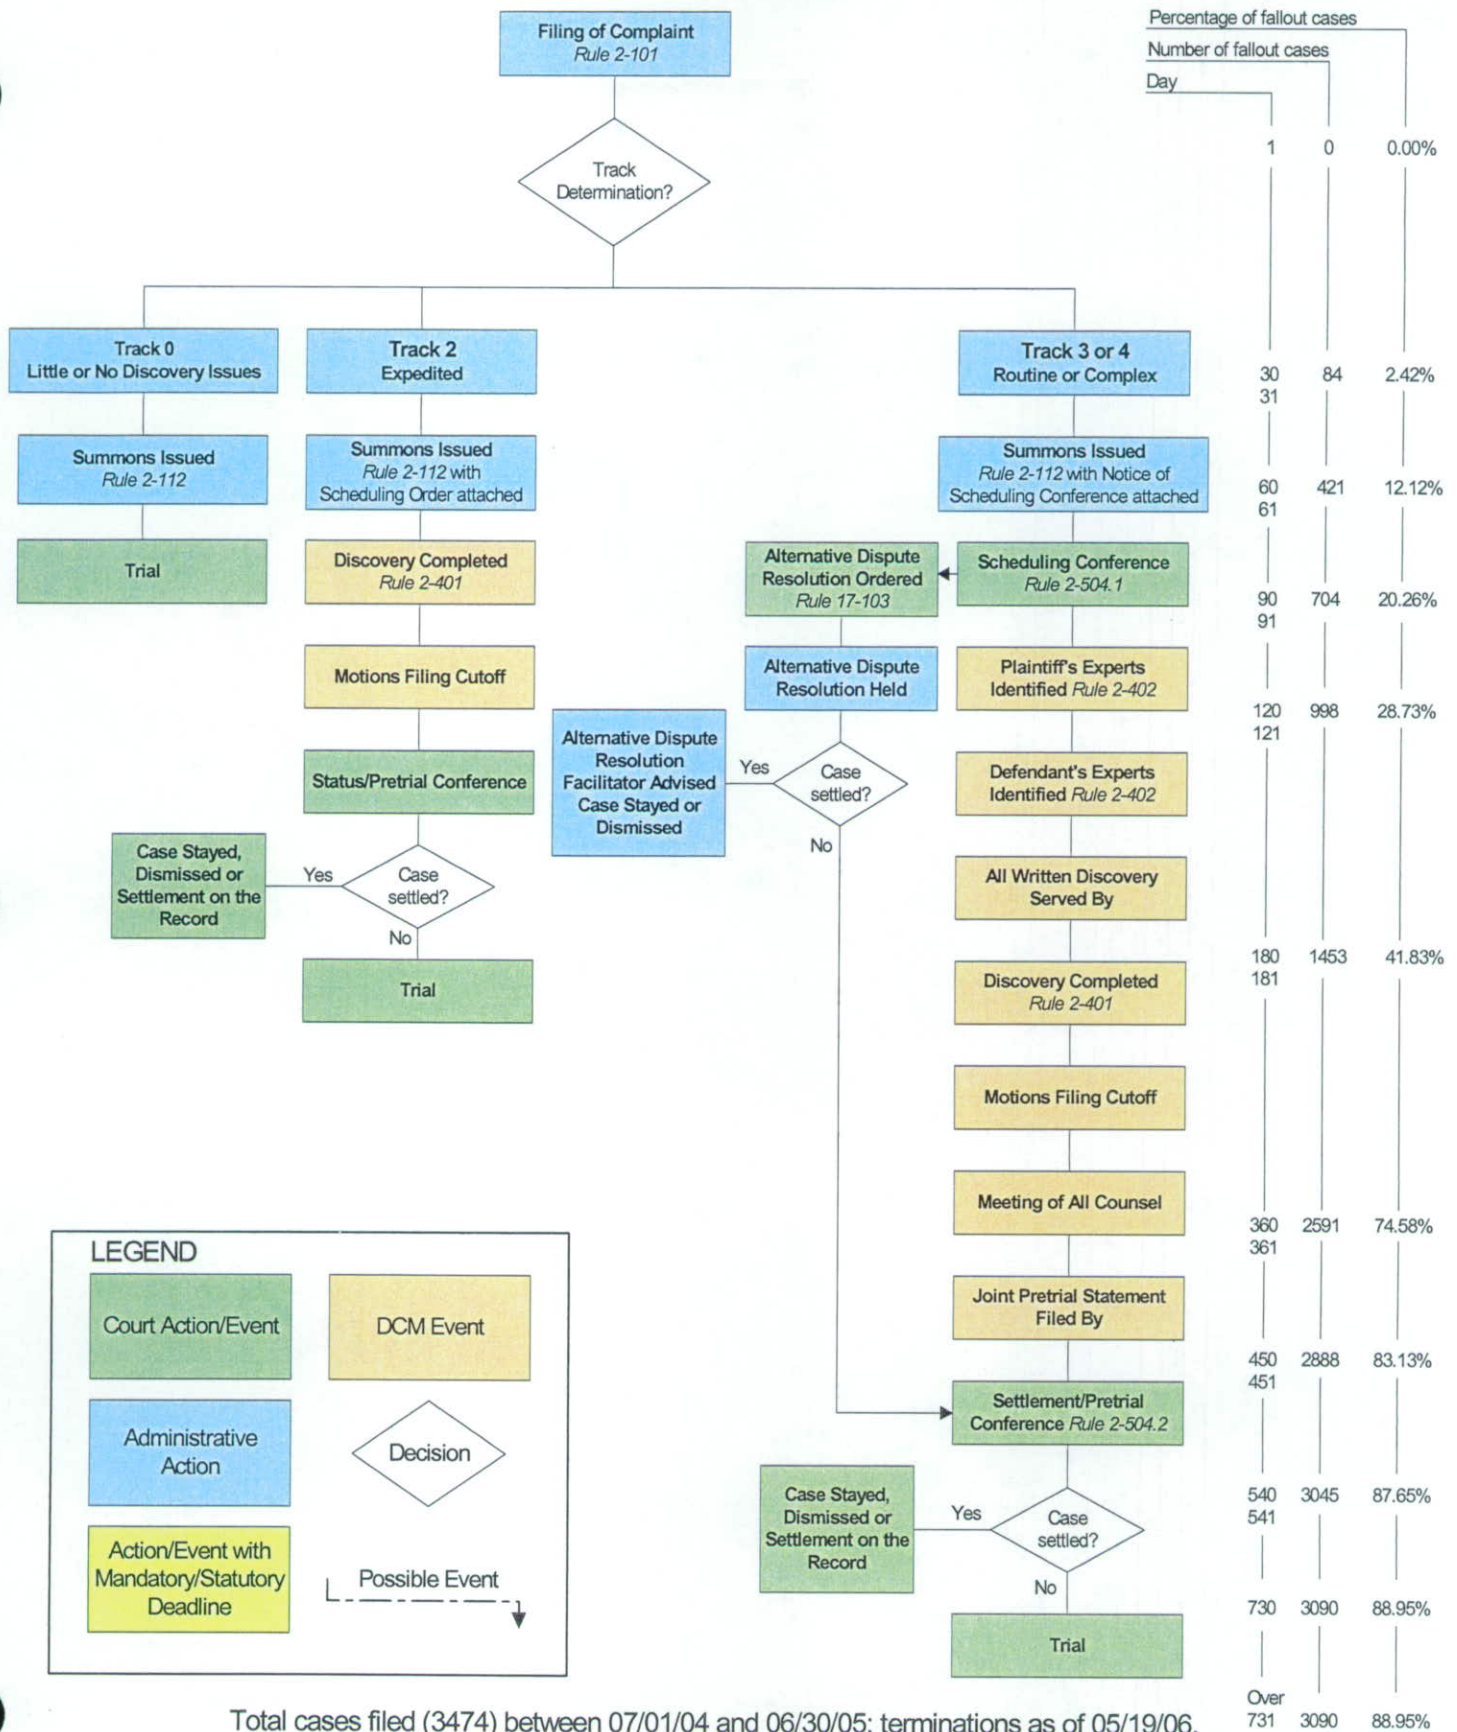 Filing of Complaint
Rule 2-101
Track
Determination?
Track 0
Little or No Discovery Issues
Summons Issued
Rule 2-112
Trial
Track 2
Expedited
Summons Issued
Rule 2-112 with
Scheduling Order attached
Discovery Completed
Rule 2-401
Motions Filing Cutoff
Status/Pretrial Conference
Case
settled?
Yes
Case Stayed,
Dismissed or
Settlement on the
Record
No
Trial
Track 3 or 4
Routine or Complex
Summons Issued
Rule 2-112 with Notice of
Scheduling Conference attached
Scheduling Conference
Rule 2-504.1
Alternative Dispute
Resolution Ordered
Rule 17-103
Alternative Dispute
Resolution Held
Case
settled?
Yes
Alternative Dispute
Resolution
Facilitator Advised
Case Stayed or
Dismissed
No
Plaintiff's Experts
Identified Rule 2-402
Defendant's Experts
Identified Rule 2-402
All Written Discovery
Served By
Discovery Completed
Rule 2-401
Motions Filing Cutoff
Meeting of All Counsel
Joint Pretrial Statement
Filed By
Settlement/Pretrial
Conference Rule 2-504.2
Case
settled?
Yes
Case Stayed,
Dismissed or
Settlement on the
Record
No
Trial
Percentage of fallout cases
Number of fallout cases
Day
1 0 0.00%
30 84 2.42%
31
60 421 12.12%
61
90 704 20.26%
91
120 998 28.73%
121
180 1453 41.83%
181
360 2591 74.58%
361
450 2888 83.13%
451
540 3045 87.65%
541
730 3090 88.95%
Over
731 3090 88.95%
LEGEND
Court Action/Event
DCM Event
Administrative
Action
Decision
Action/Event with
Mandatory/Statutory
Deadline
Possible Event
Total cases filed (3474) between 07/01/04 and 06/30/05; terminations as of 05/19/06.